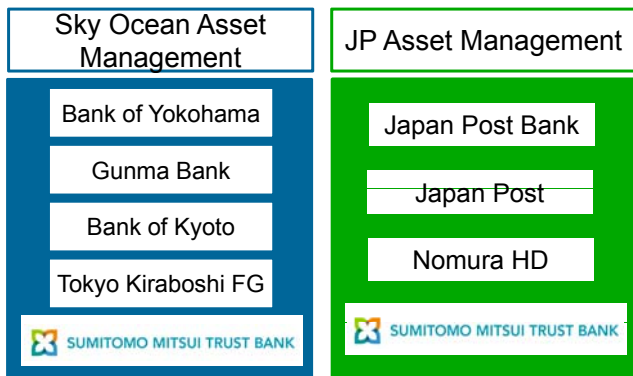 Sky Ocean Asset
Management
Bank of Yokohama
Gunma Bank
Bank of Kyoto
Tokyo Kiraboshi FG
SUMITOMO MITSUI TRUST BANK
JP Asset Management
Japan Post Bank
Japan Post
Nomura HD
SUMITOMO MITSUI TRUST BANK